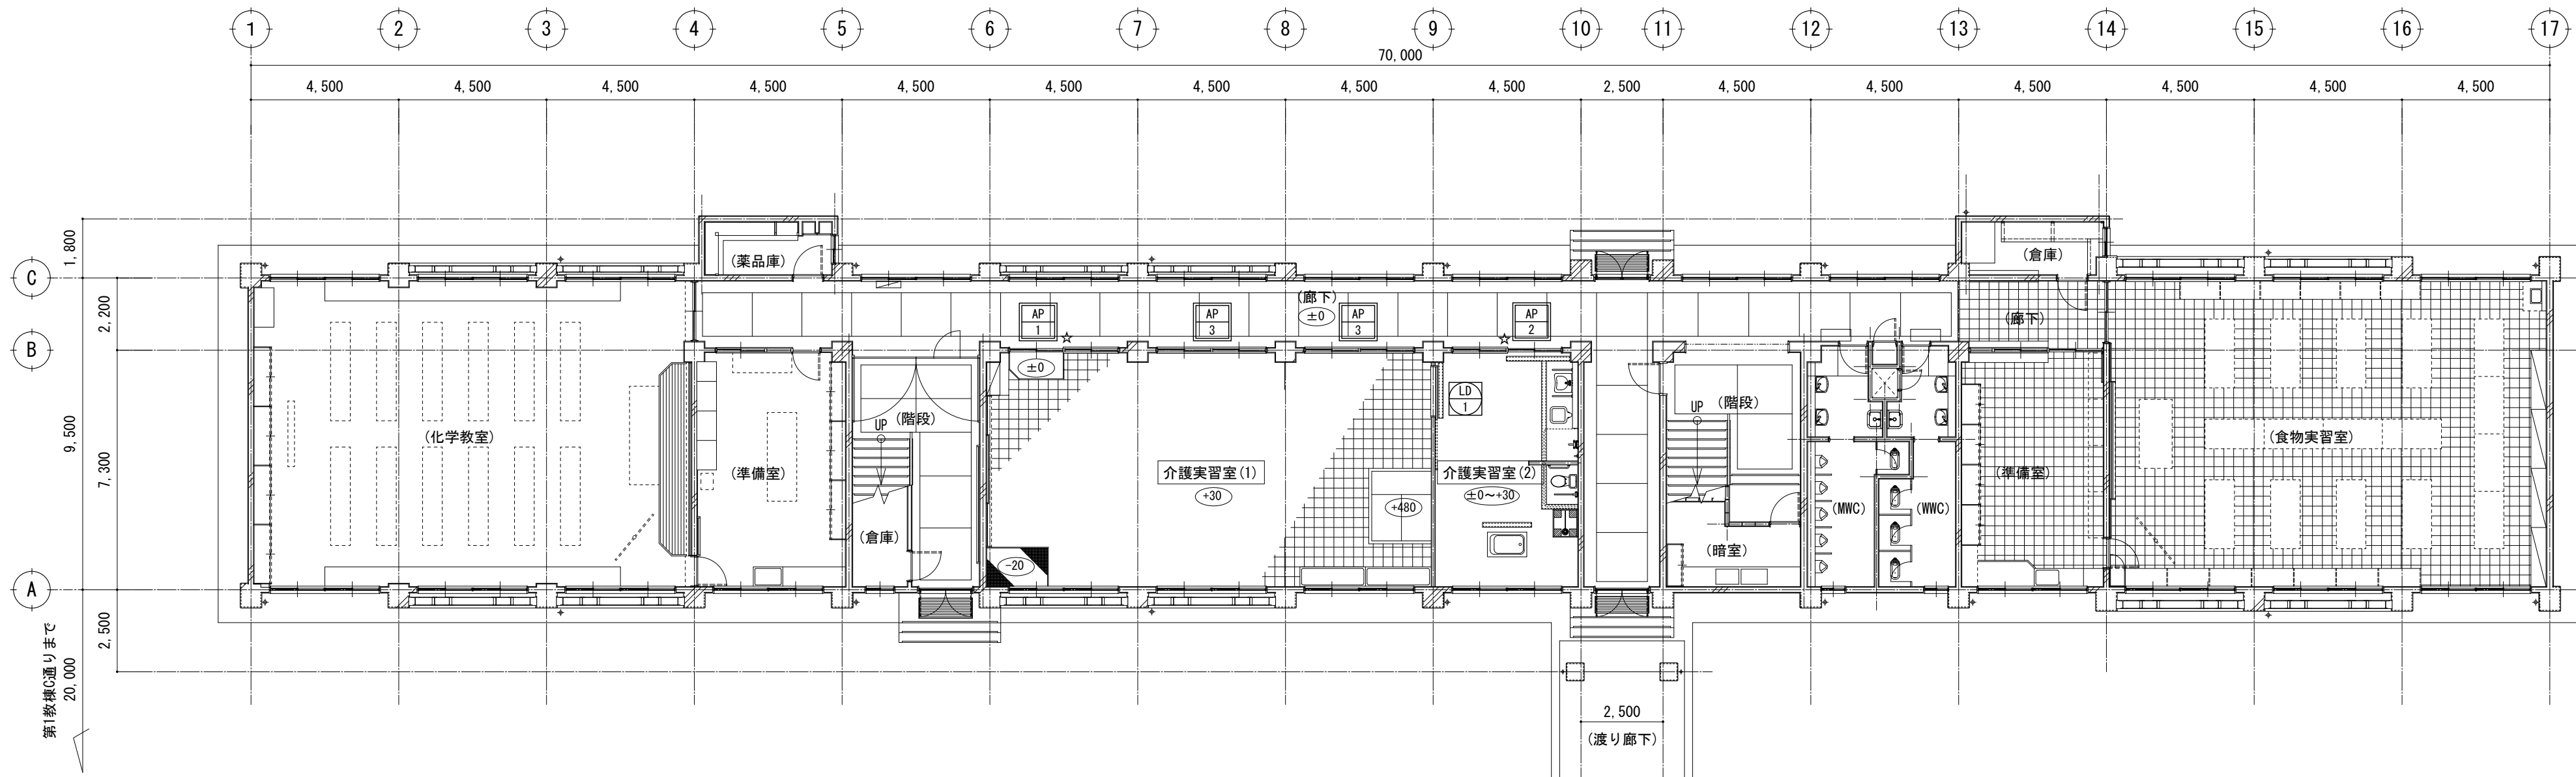 1 2 3 4 5 6 7 8 9 10 11 12 13 14 15 16 17
70,000
4,500 4,500 4,500 4,500 4,500 4,500 4,500 4,500 2,500 4,500 4,500 4,500 4,500 4,500 4,500
1,800
C
2,200
B
9,500
7,300
A
2,500
第1教棟C通りまで
20,000
(薬品庫)
(倉庫)
(廊下)
±0
AP
1
☆
AP
3
AP
3
☆
AP
2
(廊下)
±0
LD
1
(階段)
UP
UP
(階段)
(化学教室)
(食物実習室)
(準備室)
介護実習室(1)
+30
介護実習室(2)
±0~+30
(準備室)
+480
(MWC)
(WWC)
(倉庫)
(暗室)
-20
2,500
(渡り廊下)